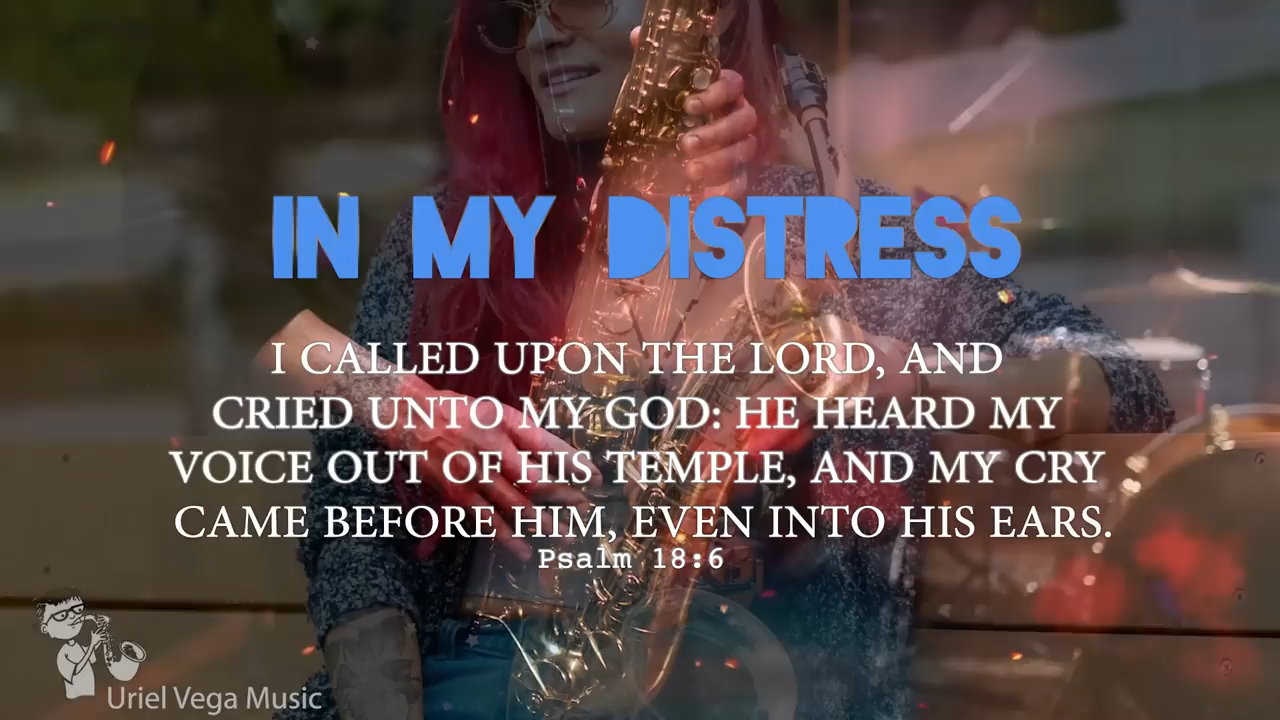 IN MY DISTRESS
I CALLED UPON THE LORD, AND
CRIED UNTO MY GOD: HE HEARD MY
VOICE OUT OF HIS TEMPLE, AND MY CRY
CAME BEFORE HIM, EVEN INTO HIS EARS.
Psalm 18:6
Uriel Vega Music